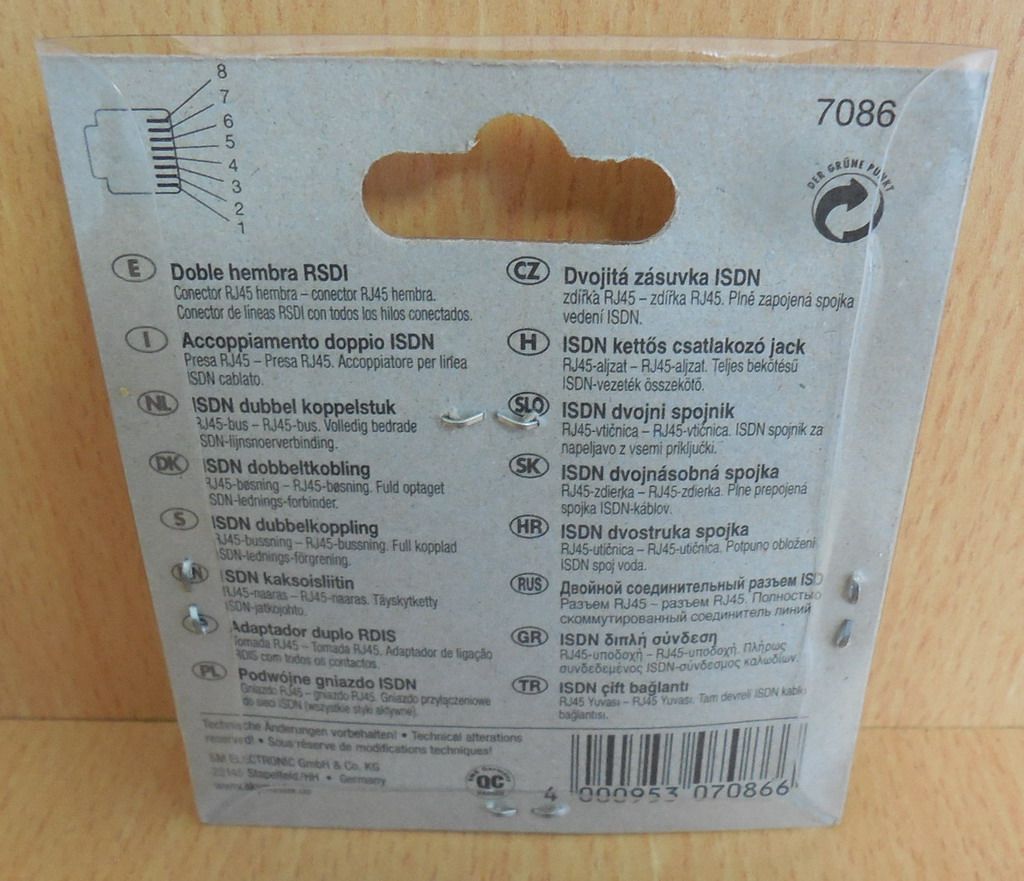 8
7
6
5
4
3
2
1
7086
DER GRÜNE PUNKT
E
Doble hembra RSDI
Conector RJ45 hembra – conector RJ45 hembra.
Conector de líneas RSDI con todos los hilos conectados.
I
Accoppiamento doppio ISDN
Presa RJ45 – Presa RJ45. Accoppiatore per linea
ISDN cablato.
NL
ISDN dubbel koppelstuk
RJ45-bus – RJ45-bus. Volledig bedrade
ISDN-lijnsnoerverbinding.
DK
ISDN dobbeltkobling
RJ45-bøsning – RJ45-bøsning. Fuld optaget
ISDN-lednings-forbinder.
S
ISDN dubbelkoppling
RJ45-bussning – RJ45-bussning. Full kopplad
ISDN-lednings-förgrening.
ISDN kaksoisliitin
RJ45-naaras – RJ45-naaras. Täyskytketty
ISDN-jatkojohto.
Adaptador duplo RDIS
Tomada RJ45 – Tomada RJ45. Adaptador de ligação
RDIS com todos os contactos.
PL
Podwójne gniazdo ISDN
Gniazdo RJ45 – gniazdo RJ45. Gniazdo przyłączeniowe
do sieci ISDN (wszystkie styki aktywne).
CZ
Dvojitá zásuvka ISDN
zdířka RJ45 – zdířka RJ45. Plné zapojená spojka
vedení ISDN.
H
ISDN kettős csatlakozó jack
RJ45-aljzat – RJ45-aljzat. Teljes bekötésű
ISDN-vezeték összekötő.
SLO
ISDN dvojni spojnik
RJ45-vtičnica – RJ45-vtičnica. ISDN spojnik za
napeljavo z vsemi priključki.
SK
ISDN dvojnásobná spojka
RJ45-zdierka – RJ45-zdierka. Plne prepojená
spojka ISDN-káblov.
HR
ISDN dvostruka spojka
RJ45-utičnica – RJ45-utičnica. Potpuno obloženi
ISDN spoj voda.
RUS
Двойной соединительный разъем ISD
Разъем RJ45 – разъем RJ45. Полностью
скоммутированный соединитель линий
GR
ISDN διπλή σύνδεση
RJ45-υποδοχή – RJ45-υποδοχή. Πλήρως
συνδεδεμένος ISDN-σύνδεσμος καλωδίων.
TR
ISDN çift bağlantı
RJ45 Yuvası – RJ45 Yuvası. Tam devreli ISDN kablo
bağlantısı.
Technische Änderungen vorbehalten! • Technical alterations
reserved! • Sous réserve de modifications techniques!
ELECTRONIC GmbH & Co. KG
22145 Stapelfeld/HH • Germany
QC
4 000953 070866